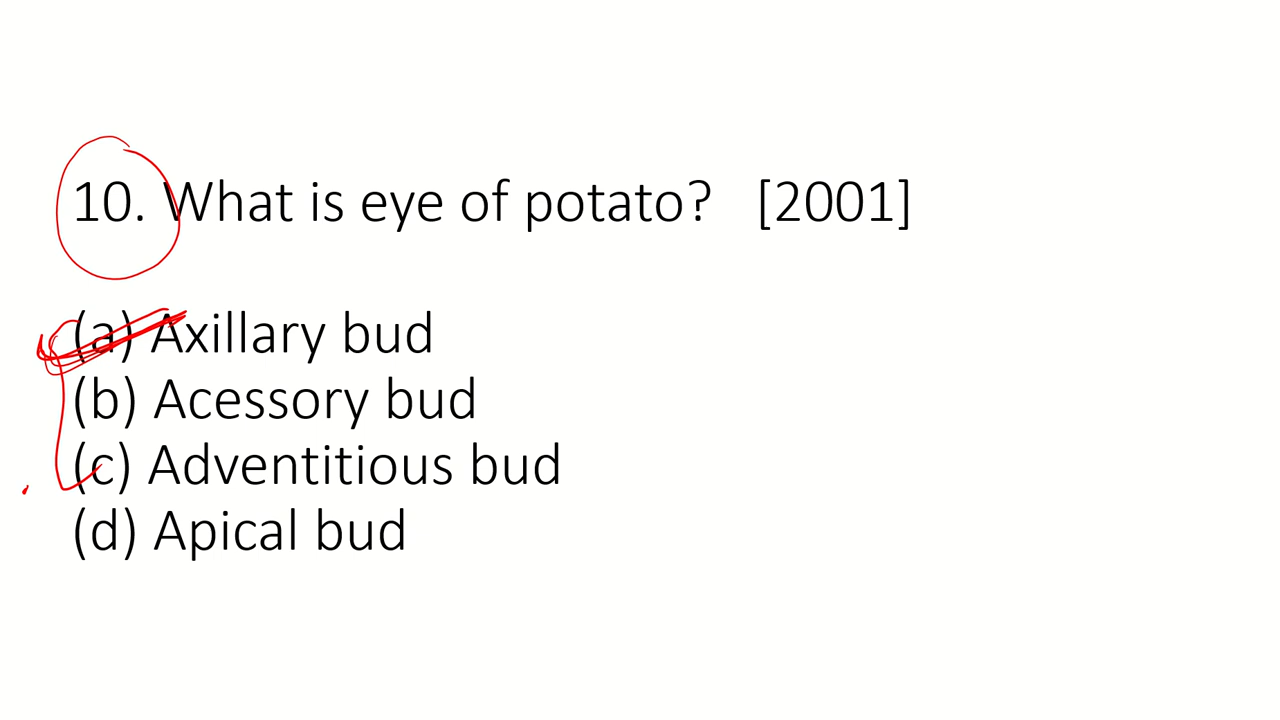 10. What is eye of potato? [2001]
(a) Axillary bud
(b) Acessory bud
(c) Adventitious bud
(d) Apical bud